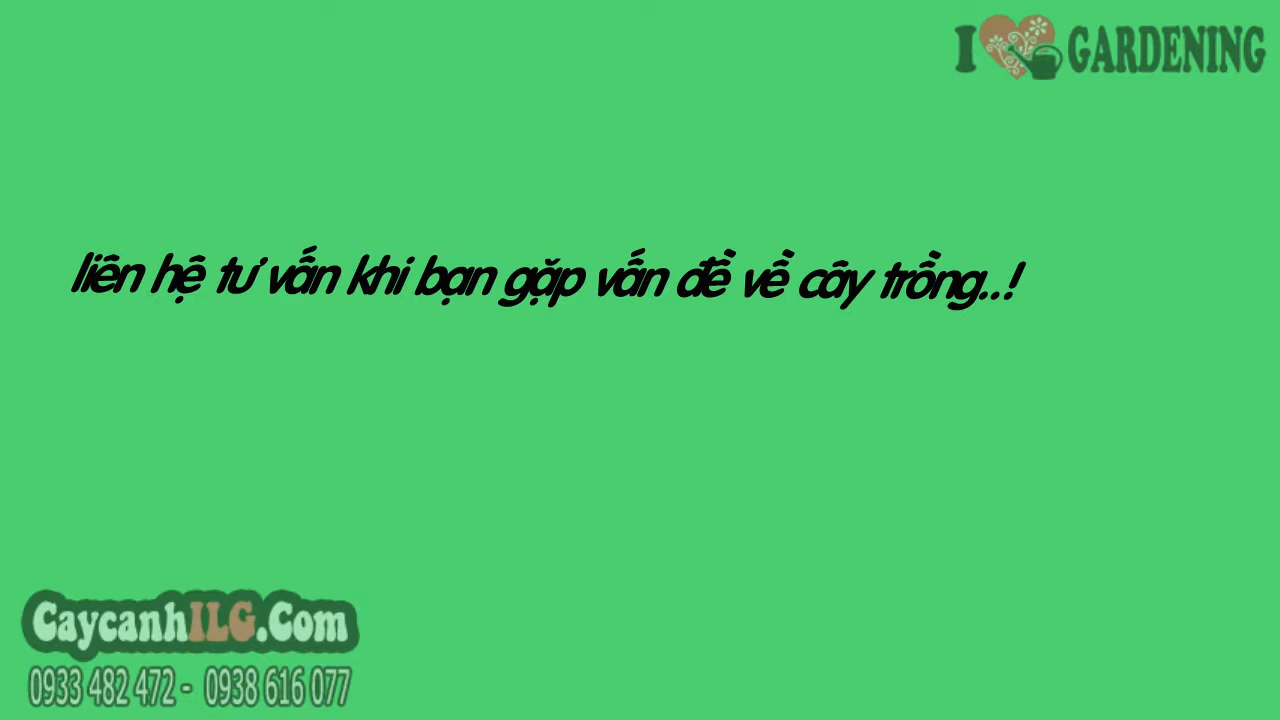 I GARDENING
liên hệ tư vấn khi bạn gặp vấn đề về cây trồng..!
CaycanhILG.Com
0933 482 472 - 0938 616 077